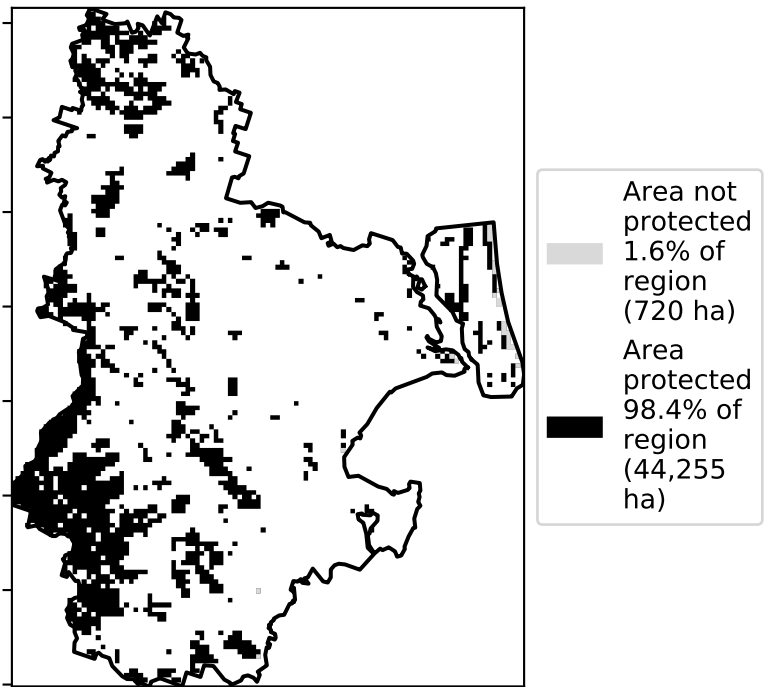 Area not
protected
1.6% of
region
(720 ha)
Area
protected
98.4% of
region
(44,255
ha)